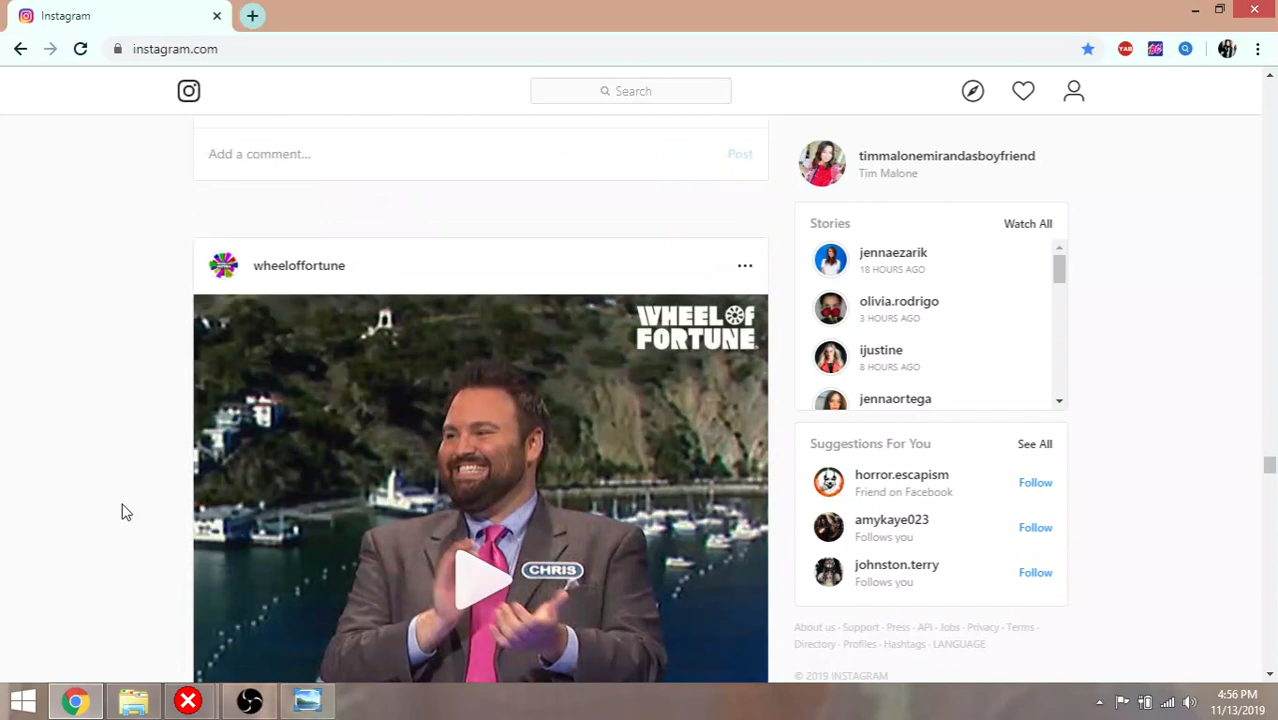 Instagram
instagram.com
YAB
Search
Add a comment...
Post
timmalonemirandasboyfriend
Tim Malone
Stories
Watch All
jennaezarik
18 HOURS AGO
olivia.rodrigo
3 HOURS AGO
ijustine
8 HOURS AGO
jennaortega
wheeloffortune
WHEEL OF
FORTUNE
CHRIS
Suggestions For You
See All
horror.escapism
Friend on Facebook
Follow
amykaye023
Follows you
Follow
johnston.terry
Follows you
Follow
About us · Support · Press · API · Jobs · Privacy · Terms ·
Directory · Profiles · Hashtags · LANGUAGE
© 2019 INSTAGRAM
4:56 PM
11/13/2019